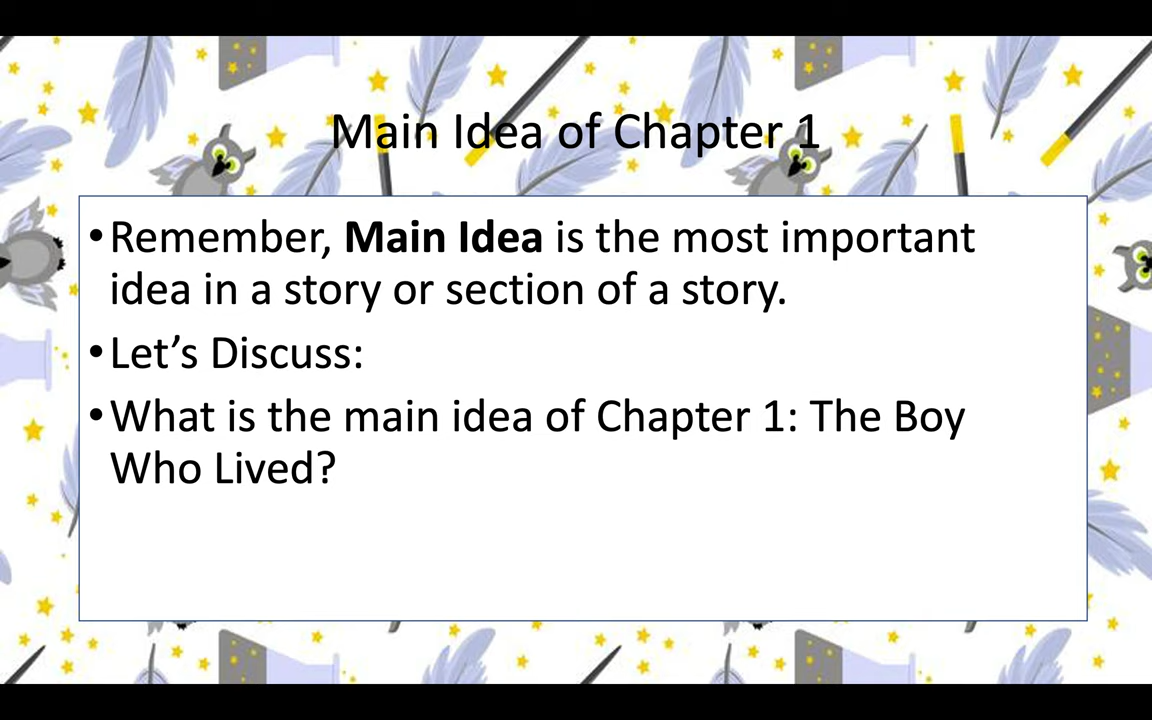 Main Idea of Chapter 1
•Remember, Main Idea is the most important
idea in a story or section of a story.
•Let’s Discuss:
•What is the main idea of Chapter 1: The Boy
Who Lived?